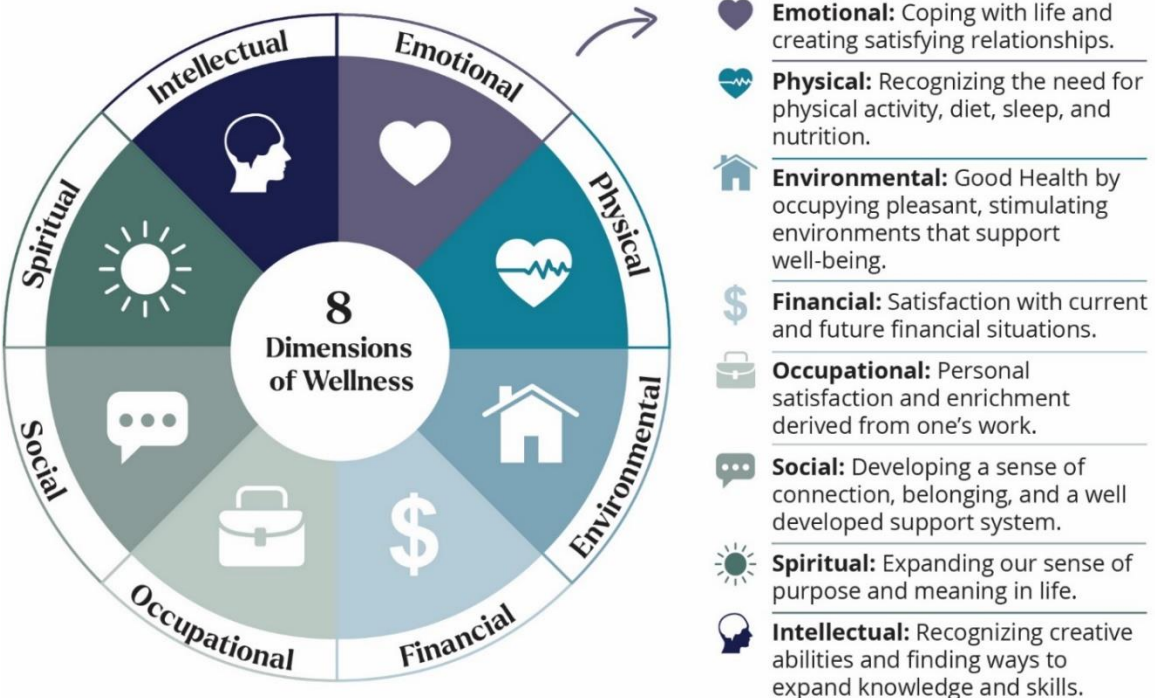 Intellectual
Emotional
Physical
Environmental
Financial
Occupational
Social
Spiritual
8
Dimensions
of Wellness
$
Emotional: Coping with life and
creating satisfying relationships.
Physical: Recognizing the need for
physical activity, diet, sleep, and
nutrition.
Environmental: Good Health by
occupying pleasant, stimulating
environments that support
well-being.
$
Financial: Satisfaction with current
and future financial situations.
Occupational: Personal
satisfaction and enrichment
derived from one’s work.
Social: Developing a sense of
connection, belonging, and a well
developed support system.
Spiritual: Expanding our sense of
purpose and meaning in life.
Intellectual: Recognizing creative
abilities and finding ways to
expand knowledge and skills.